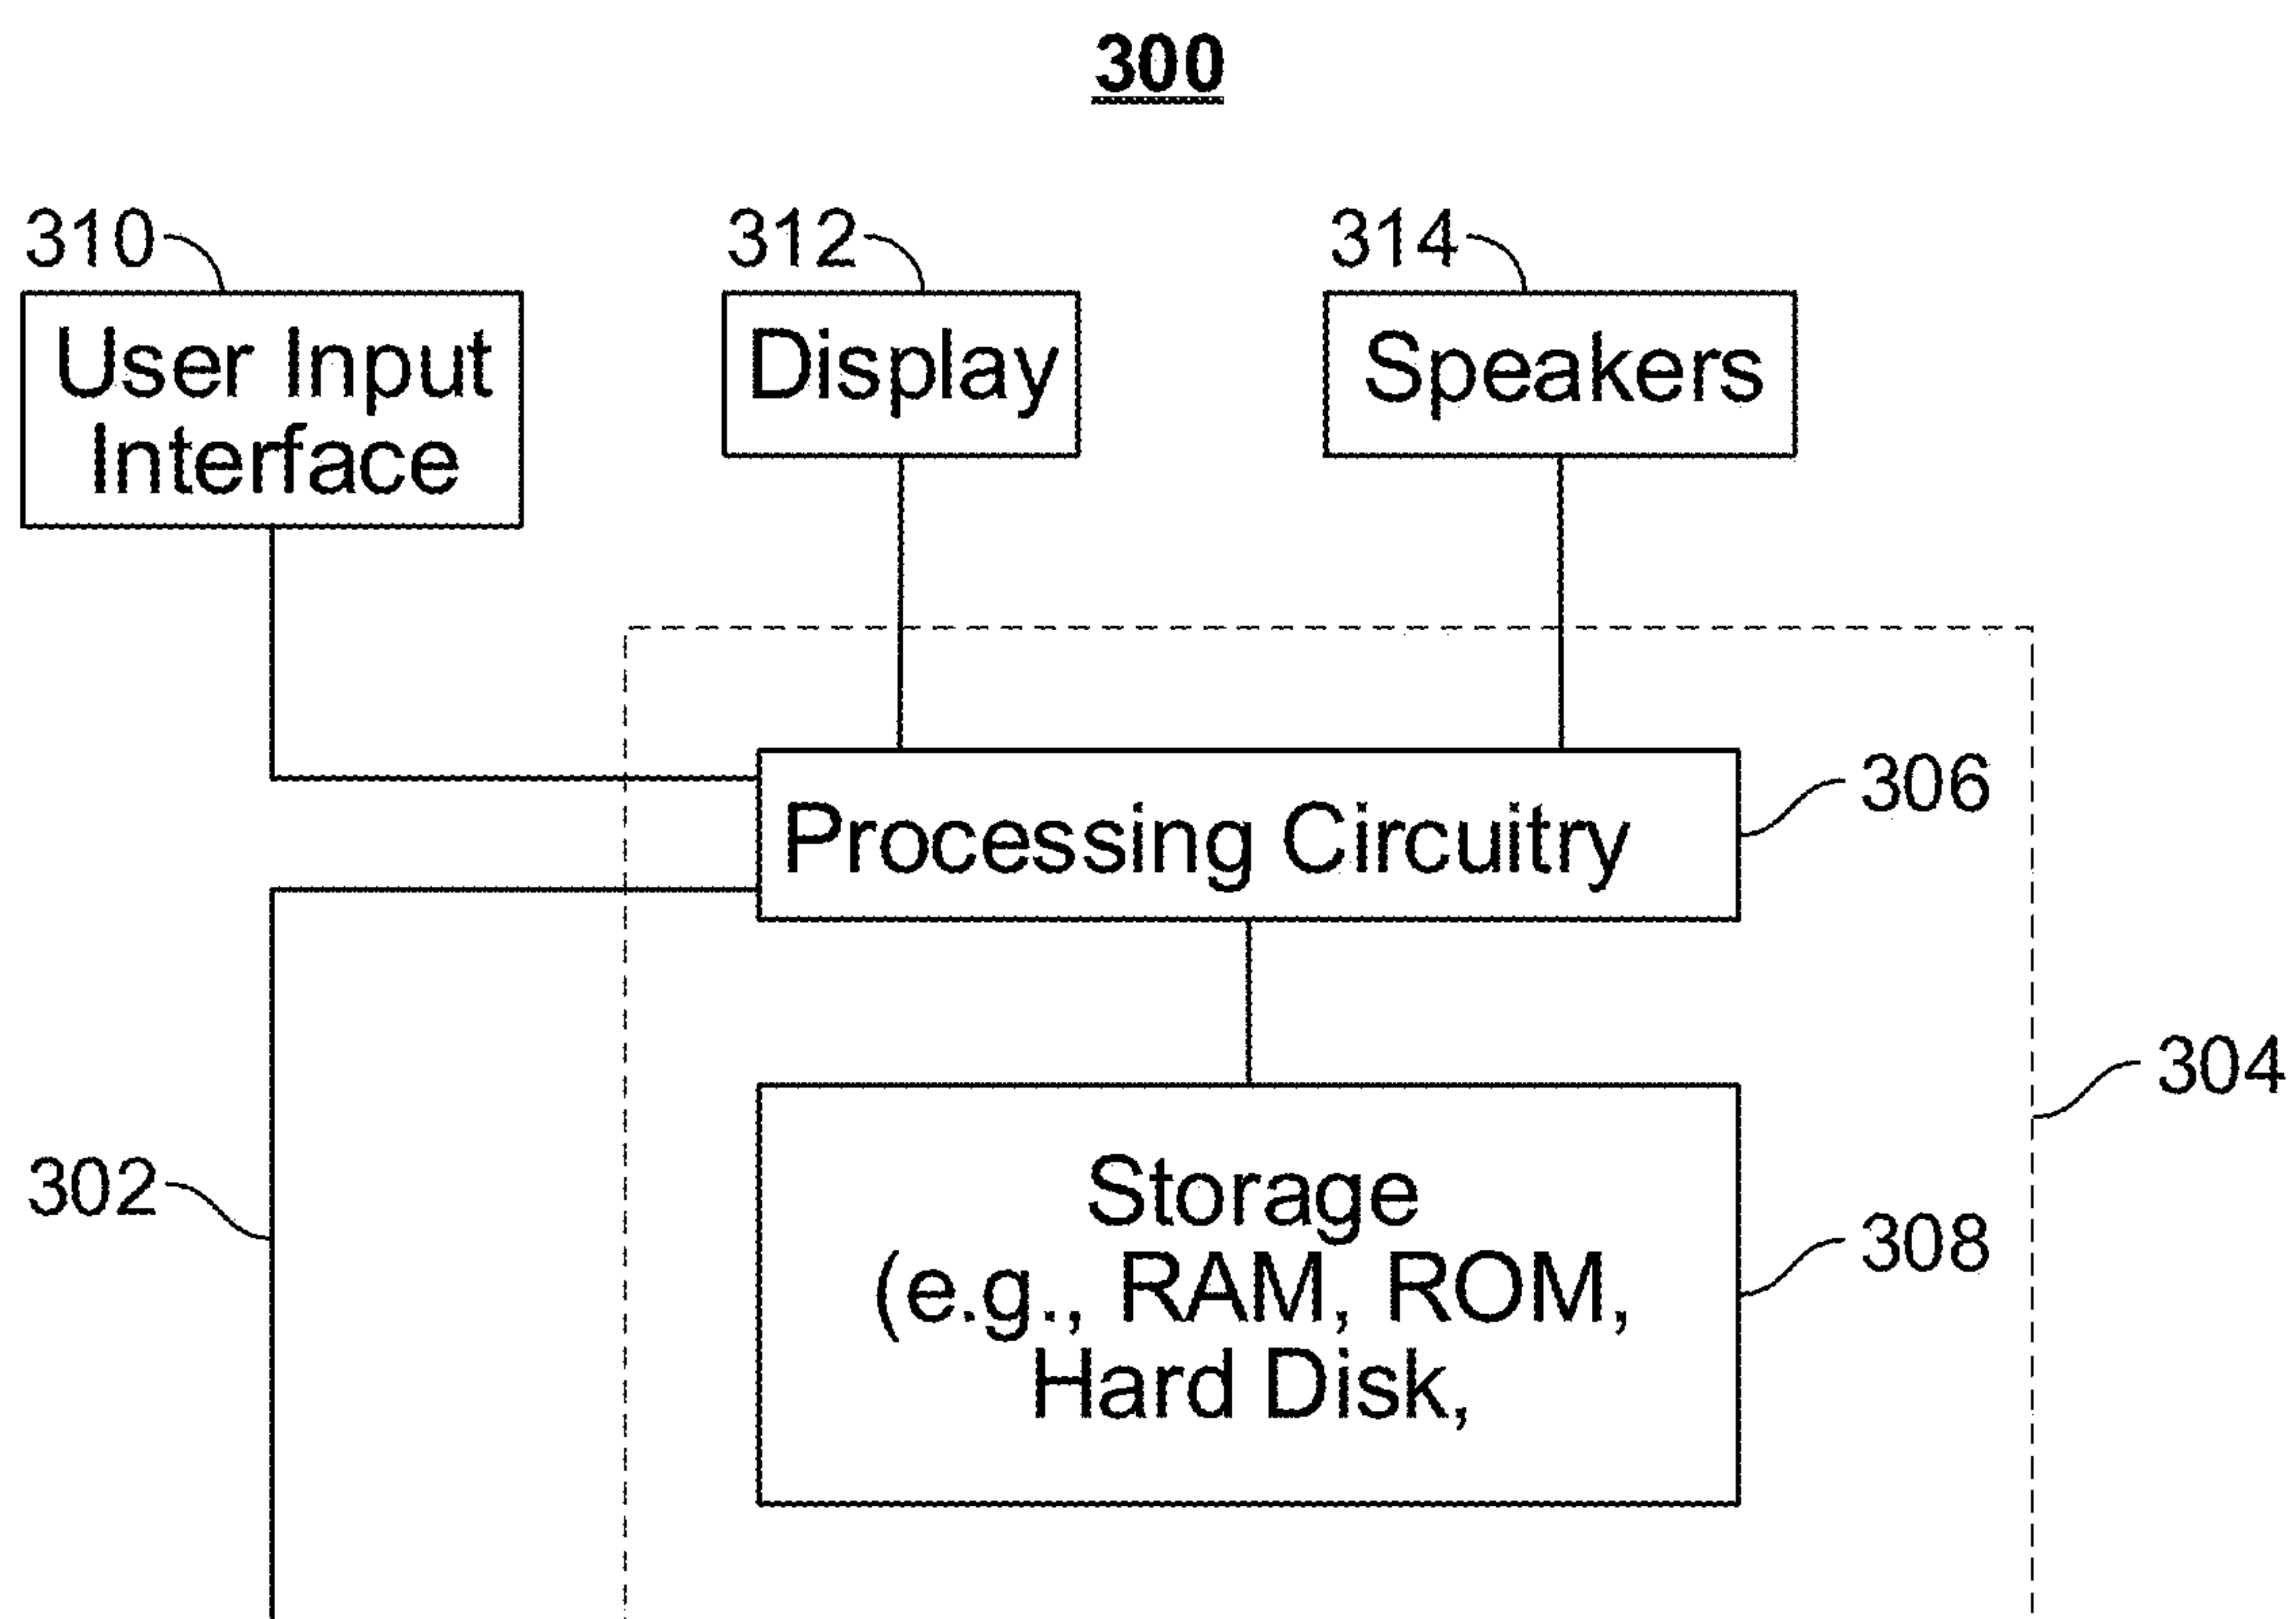 300
310
312
314
User Input
Interface
Display
Speakers
306
Processing Circuitry
304
302
Storage
(e.g., RAM, ROM,
Hard Disk,
308